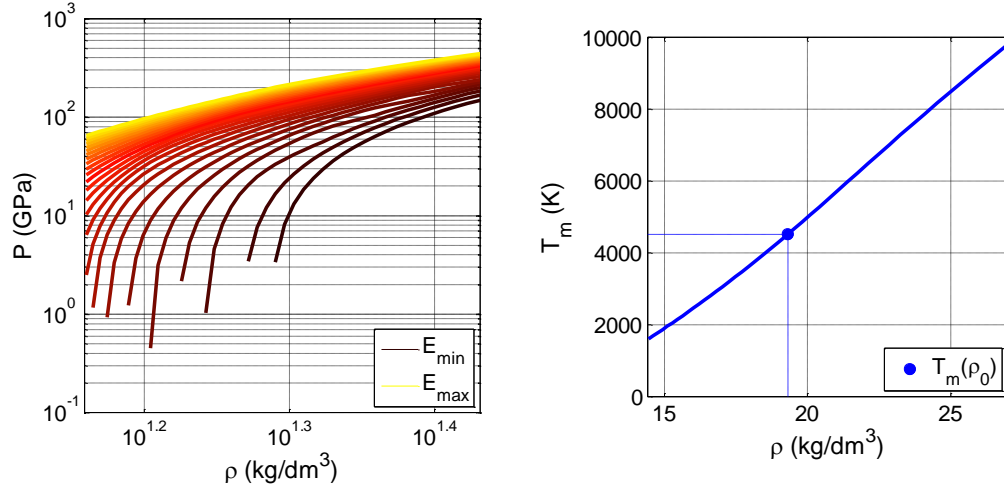 10^3
10^2
10^1
10^0
10^-1
P (GPa)
10^1.2
10^1.3
10^1.4
ρ (kg/dm^3)
E_min
E_max
10000
8000
6000
4000
2000
0
T_m (K)
15
20
25
ρ (kg/dm^3)
T_m(ρ_0)